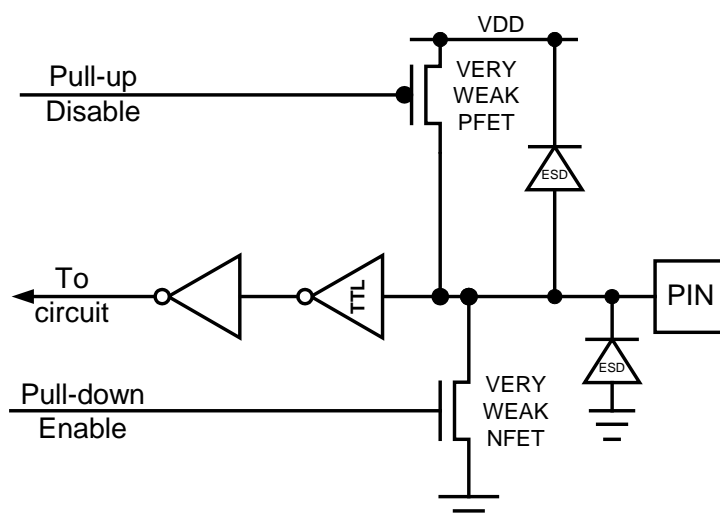 VDD
Pull-up
Disable
VERY
WEAK
PFET
ESD
To
circuit
TTL
PIN
ESD
Pull-down
Enable
VERY
WEAK
NFET